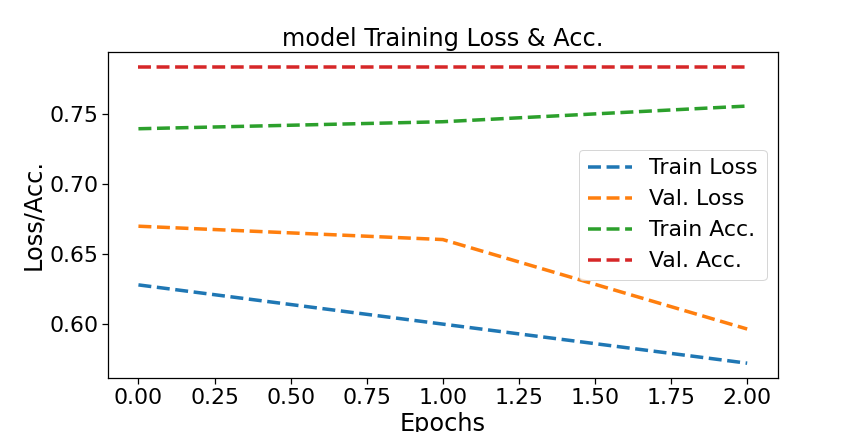 model Training Loss & Acc.
Loss/Acc.
0.75
0.70
0.65
0.60
Train Loss
Val. Loss
Train Acc.
Val. Acc.
0.00 0.25 0.50 0.75 1.00 1.25 1.50 1.75 2.00
Epochs